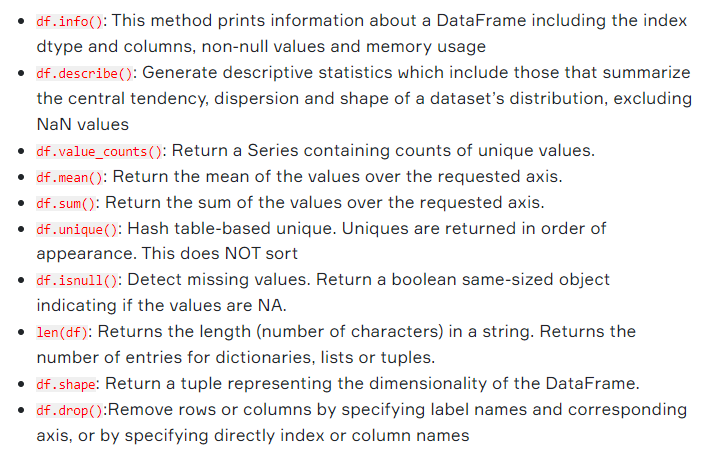 • df.info(): This method prints information about a DataFrame including the index
dtype and columns, non-null values and memory usage
• df.describe(): Generate descriptive statistics which include those that summarize
the central tendency, dispersion and shape of a dataset’s distribution, excluding
NaN values
• df.value_counts(): Return a Series containing counts of unique values.
• df.mean(): Return the mean of the values over the requested axis.
• df.sum(): Return the sum of the values over the requested axis.
• df.unique(): Hash table-based unique. Uniques are returned in order of
appearance. This does NOT sort
• df.isnull(): Detect missing values. Return a boolean same-sized object
indicating if the values are NA.
• len(df): Returns the length (number of characters) in a string. Returns the
number of entries for dictionaries, lists or tuples.
• df.shape: Return a tuple representing the dimensionality of the DataFrame.
• df.drop():Remove rows or columns by specifying label names and corresponding
axis, or by specifying directly index or column names